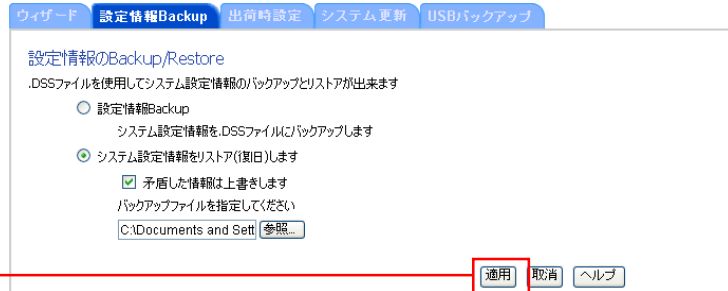 ウィザード 設定情報Backup 出荷時設定 システム更新 USBバックアップ
設定情報のBackup/Restore
.DSSファイルを使用してシステム設定情報のバックアップとリストアが出来ます
設定情報Backup
システム設定情報を.DSSファイルにバックアップします
システム設定情報をリストア(復旧)します
矛盾した情報は上書きします
バックアップファイルを指定してください
C:\Documents and Sett 参照...
適用 取消 ヘルプ